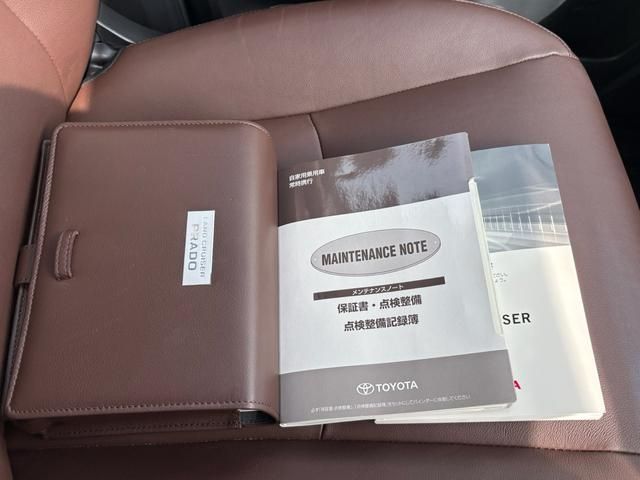 LAND CRUISER
PRADO
自家用乗用車
常時携行
MAINTENANCE NOTE
メンテナンスノート
保証書・点検整備
点検整備記録簿
TOYOTA
SER
A